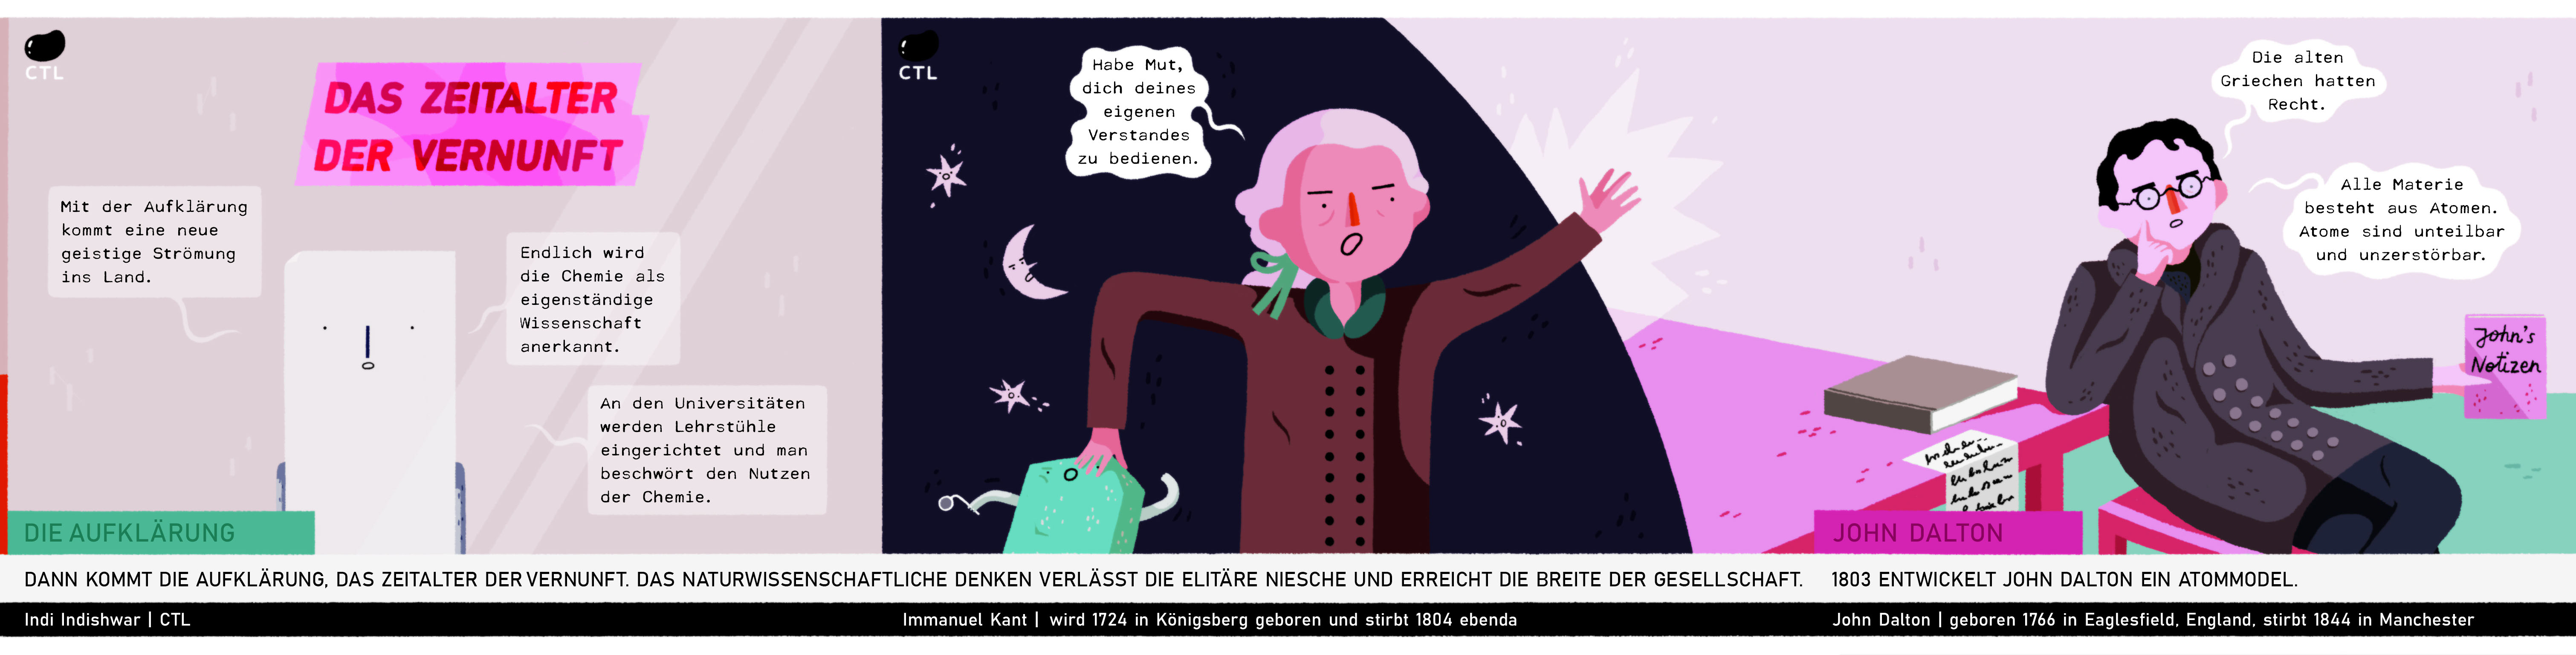 CTL
DAS ZEITALTER
DER VERNUNFT
Mit der Aufklärung
kommt eine neue
geistige Strömung
ins Land.
Endlich wird
die Chemie als
eigenständige
Wissenschaft
anerkannt.
An den Universitäten
werden Lehrstühle
eingerichtet und man
beschwört den Nutzen
der Chemie.
DIE AUFKLÄRUNG
CTL
Habe Mut,
dich deines
eigenen
Verstandes
zu bedienen.
Die alten
Griechen hatten
Recht.
Alle Materie
besteht aus Atomen.
Atome sind unteilbar
und unzerstörbar.
John's
Notizen
JOHN DALTON
DANN KOMMT DIE AUFKLÄRUNG, DAS ZEITALTER DER VERNUNFT. DAS NATURWISSENSCHAFTLICHE DENKEN VERLÄSST DIE ELITÄRE NIESCHE UND ERREICHT DIE BREITE DER GESELLSCHAFT.
1803 ENTWICKELT JOHN DALTON EIN ATOMMODEL.
Indi Indishwar | CTL
Immanuel Kant | wird 1724 in Königsberg geboren und stirbt 1804 ebenda
John Dalton | geboren 1766 in Eaglesfield, England, stirbt 1844 in Manchester